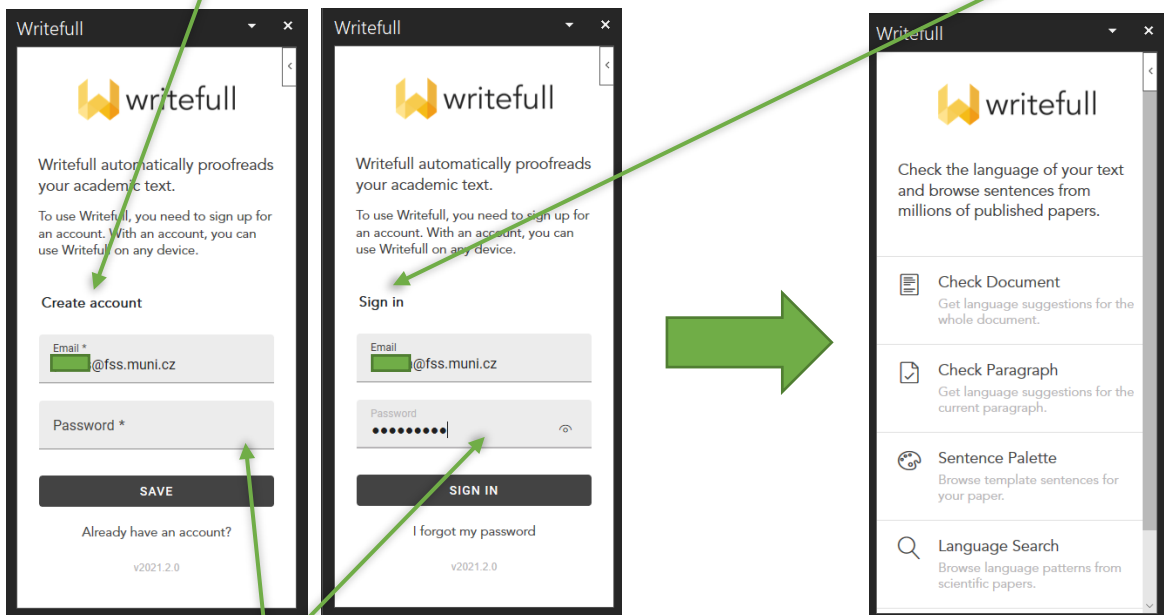 Writefull
writefull
Writefull automatically proofreads
your academic text.
To use Writefull, you need to sign up for
an account. With an account, you can
use Writefull on any device.
Create account
Email *
@fss.muni.cz
Password *
SAVE
Already have an account?
v2021.2.0
Writefull
writefull
Writefull automatically proofreads
your academic text.
To use Writefull, you need to sign up for
an account. With an account, you can
use Writefull on any device.
Sign in
Email
@fss.muni.cz
Password
•••••••••
SIGN IN
I forgot my password
v2021.2.0
Writefull
writefull
Check the language of your text
and browse sentences from
millions of published papers.
Check Document
Get language suggestions for the
whole document.
Check Paragraph
Get language suggestions for the
current paragraph.
Sentence Palette
Browse template sentences for
your paper.
Language Search
Browse language patterns from
scientific papers.